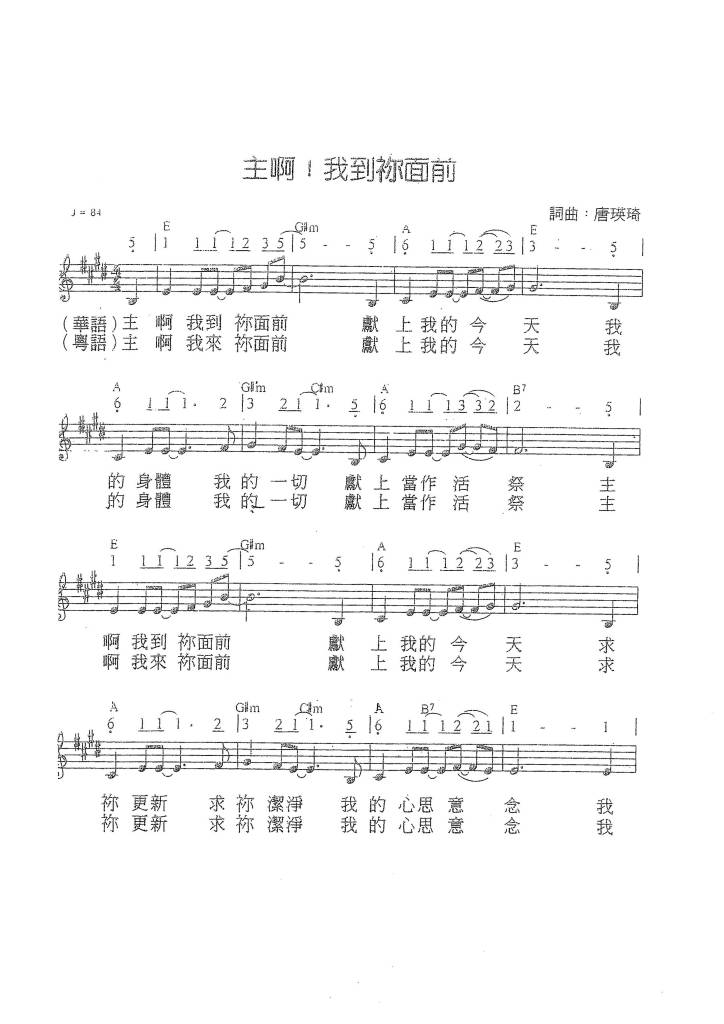 主啊！我到祢面前
♩= 84
詞曲：唐瑛琦
E G#m A E
5 | 1 1 1 1 2 3 5 | 5 - - 5 | 6 1 1 1 2 2 3 | 3 - - 5
(華語)主 啊 我到 祢面前 獻 上 我的 今 天 我
(粵語)主 啊 我來 祢面前 獻 上 我的 今 天 我
A G#m C#m A B7
6 1 1 1· 2 | 3 2 1 1· 5 | 6 1 1 1 3 3 2 | 2 - - 5
的 身體 我 的 一 切 獻 上 當作 活 祭 主
的 身體 我 的 一 切 獻 上 當作 活 祭 主
E G#m A E
1 1 1 1 2 3 5 | 5 - - 5 | 6 1 1 1 2 2 3 | 3 - - 5
啊 我到 祢面前 獻 上 我的 今 天 求
啊 我來 祢面前 獻 上 我的 今 天 求
A G#m C#m A B7 E
6 1 1 1· 2 | 3 2 1 1· 5 | 6 1 1 1 2 2 1 | 1 - - 1
祢 更新 求 祢 潔淨 我 的 心思 意 念 我
祢 更新 求 祢 潔淨 我 的 心思 意 念 我